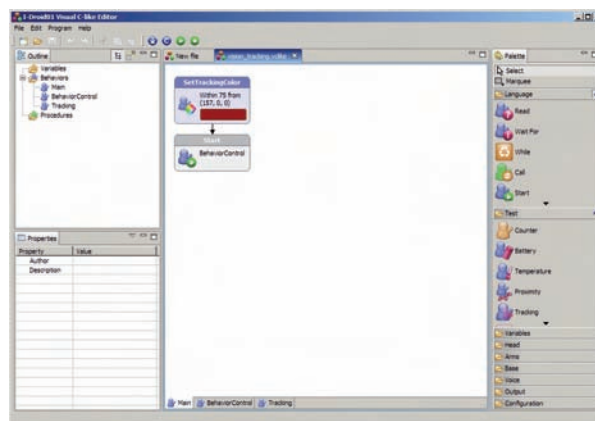 I-Droid01 Visual C-like Editor
File Edit Program Help
Outline
Variables
Behaviors
Main
BehaviorControl
Tracking
Procedures
Properties
Property Value
Author
Description
New file
vision_tracking.vclike
SetTrackingColor
Within 75 from
(157, 0, 0)
Start
BehaviorControl
Main BehaviorControl Tracking
Palette
Select
Marquee
Language
Read
Wait For
While
Call
Start
Test
Counter
Battery
Temperature
Proximity
Tracking
Variables
Head
Arms
Base
Voice
Output
Configuration